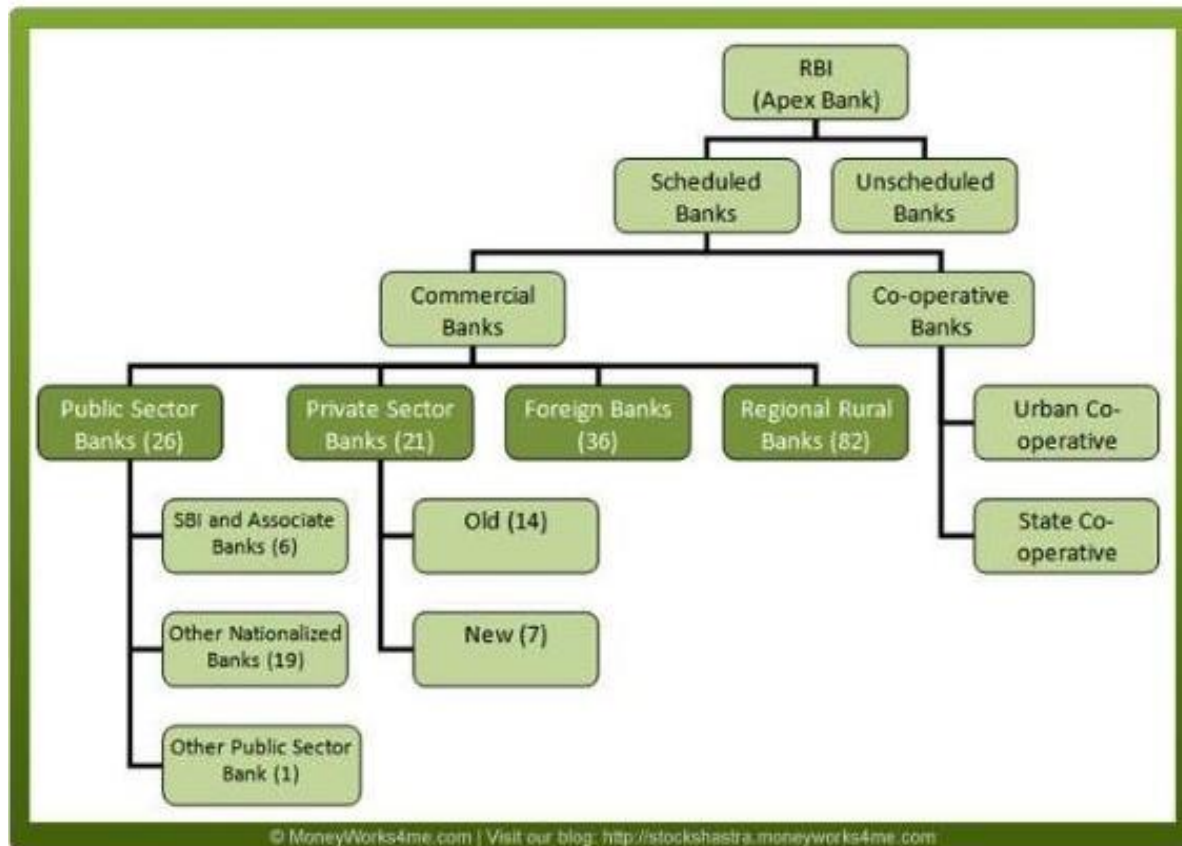 RBI
(Apex Bank)
Scheduled
Banks
Unscheduled
Banks
Commercial
Banks
Co-operative
Banks
Public Sector
Banks (26)
Private Sector
Banks (21)
Foreign Banks
(36)
Regional Rural
Banks (82)
Urban Co-
operative
SBI and Associate
Banks (6)
Old (14)
State Co-
operative
Other Nationalized
Banks (19)
New (7)
Other Public Sector
Bank (1)
© MoneyWorks4me.com | Visit our blog: http://stockshastra.moneyworks4me.com